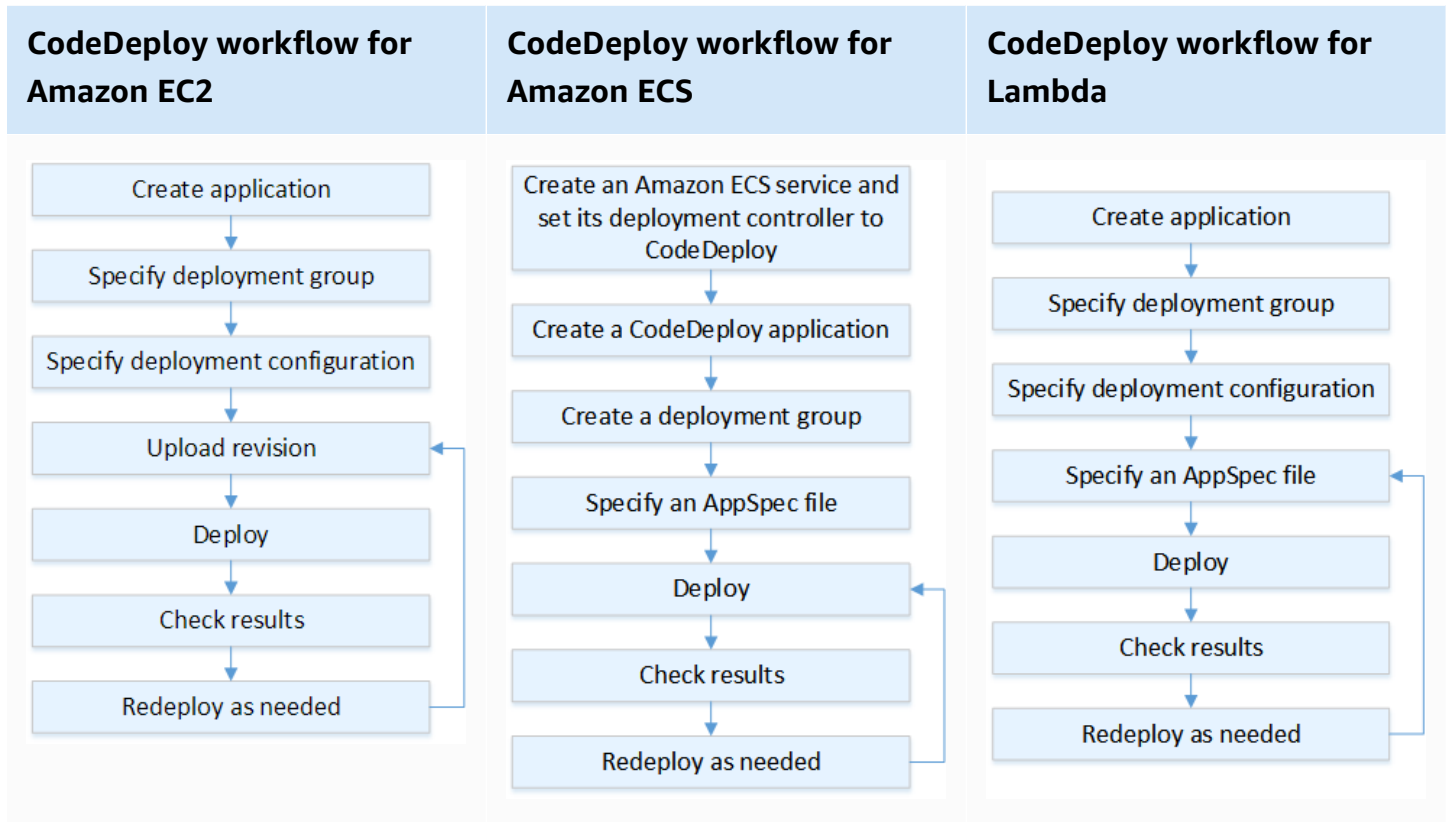 CodeDeploy workflow for
Amazon EC2
CodeDeploy workflow for
Amazon ECS
CodeDeploy workflow for
Lambda
Create application
Specify deployment group
Specify deployment configuration
Upload revision
Deploy
Check results
Redeploy as needed
Create an Amazon ECS service and
set its deployment controller to
CodeDeploy
Create a CodeDeploy application
Create a deployment group
Specify an AppSpec file
Deploy
Check results
Redeploy as needed
Create application
Specify deployment group
Specify deployment configuration
Specify an AppSpec file
Deploy
Check results
Redeploy as needed